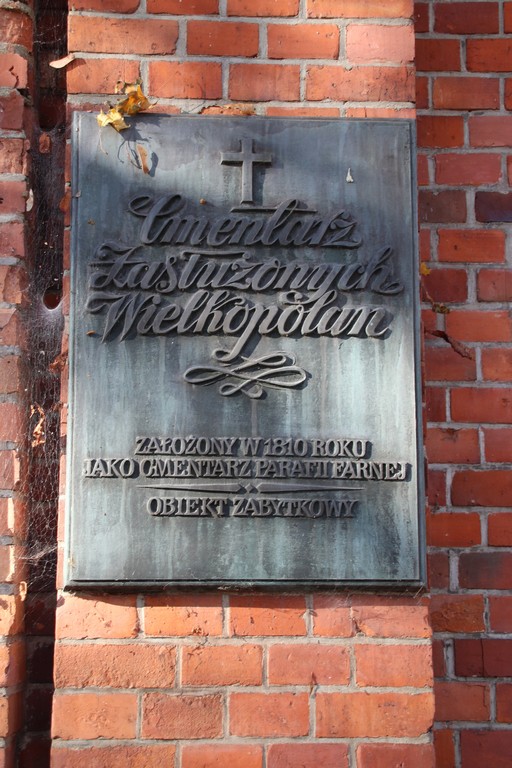 Cmentarz
Zasłużonych
Wielkopolan
ZAŁOŻONY W 1810 ROKU
JAKO CMENTARZ PARAFII FARNEJ
OBIEKT ZABYTKOWY